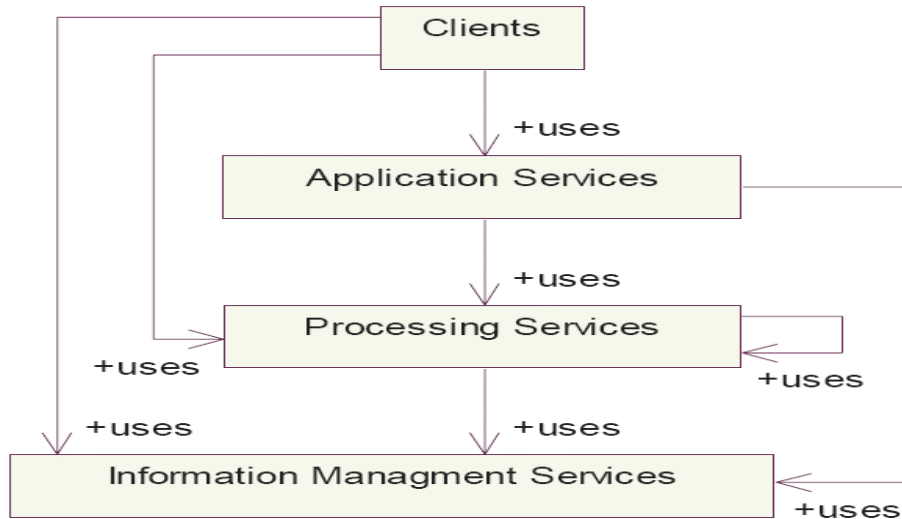 Clients
+uses
Application Services
+uses
Processing Services
+uses
+uses
+uses
+uses
Information Managment Services
+uses